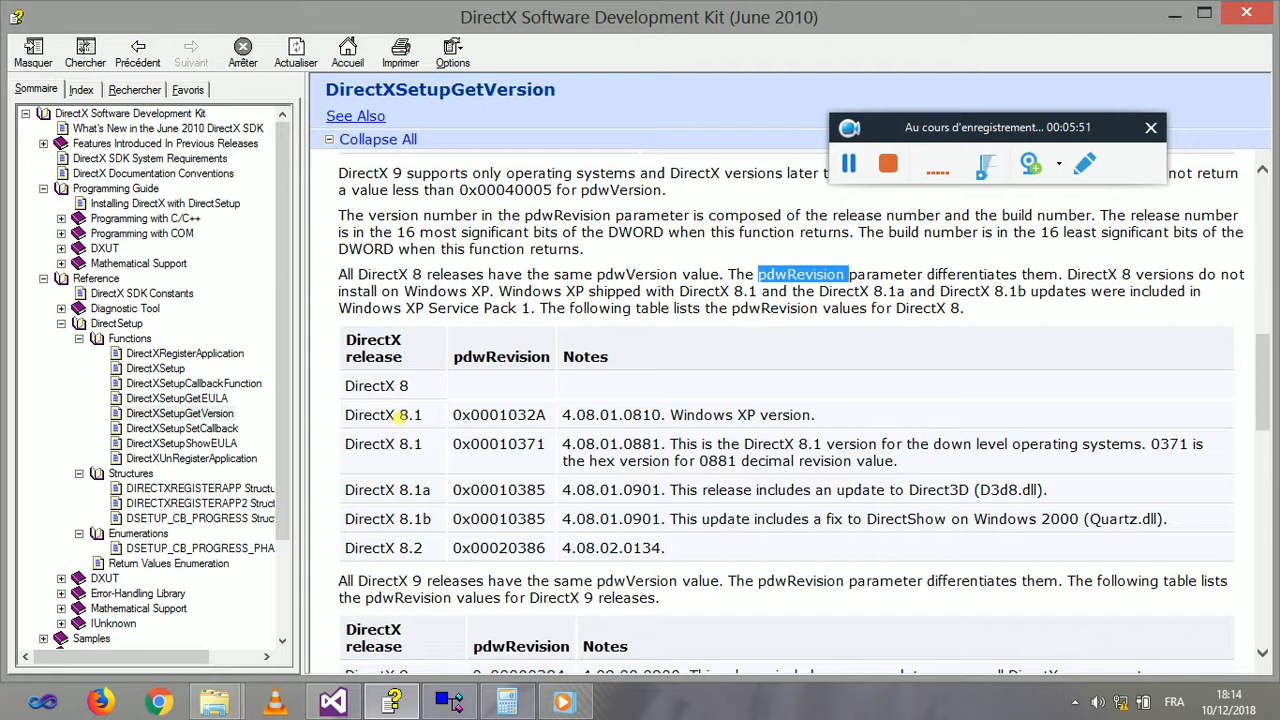 DirectX Software Development Kit (June 2010)
Masquer Chercher Précédent Suivant Arrêter Actualiser Accueil Imprimer Options
Sommaire Index Rechercher Favoris
DirectX Software Development Kit
What's New in the June 2010 DirectX SDK
Features Introduced In Previous Releases
DirectX SDK System Requirements
DirectX Documentation Conventions
Programming Guide
Installing DirectX with DirectSetup
Programming with C/C++
Programming with COM
DXUT
Mathematical Support
Reference
DirectX SDK Constants
Diagnostic Tool
DirectSetup
Functions
DirectXRegisterApplication
DirectXSetup
DirectXSetupCallbackFunction
DirectXSetupGetEULA
DirectXSetupGetVersion
DirectXSetupSetCallback
DirectXSetupShowEULA
DirectXUnRegisterApplication
Structures
DIRECTXREGISTERAPP Structu
DIRECTXREGISTERAPP2 Struc
DSETUP_CB_PROGRESS Struc
Enumerations
DSETUP_CB_PROGRESS_PHA
Return Values Enumeration
DXUT
Error-Handling Library
Mathematical Support
IUnknown
Samples
DirectXSetupGetVersion
See Also
Collapse All
Au cours d'enregistrement... 00:05:51
DirectX 9 supports only operating systems and DirectX versions later t not return
a value less than 0x00040005 for pdwVersion.
The version number in the pdwRevision parameter is composed of the release number and the build number. The release number
is in the 16 most significant bits of the DWORD when this function returns. The build number is in the 16 least significant bits of the
DWORD when this function returns.
All DirectX 8 releases have the same pdwVersion value. The pdwRevision parameter differentiates them. DirectX 8 versions do not
install on Windows XP. Windows XP shipped with DirectX 8.1 and the DirectX 8.1a and DirectX 8.1b updates were included in
Windows XP Service Pack 1. The following table lists the pdwRevision values for DirectX 8.
DirectX
release pdwRevision Notes
DirectX 8
DirectX 8.1 0x0001032A 4.08.01.0810. Windows XP version.
DirectX 8.1 0x00010371 4.08.01.0881. This is the DirectX 8.1 version for the down level operating systems. 0371 is
the hex version for 0881 decimal revision value.
DirectX 8.1a 0x00010385 4.08.01.0901. This release includes an update to Direct3D (D3d8.dll).
DirectX 8.1b 0x00010385 4.08.01.0901. This update includes a fix to DirectShow on Windows 2000 (Quartz.dll).
DirectX 8.2 0x00020386 4.08.02.0134.
All DirectX 9 releases have the same pdwVersion value. The pdwRevision parameter differentiates them. The following table lists
the pdwRevision values for DirectX 9 releases.
DirectX
release pdwRevision Notes
FRA
18:14
10/12/2018